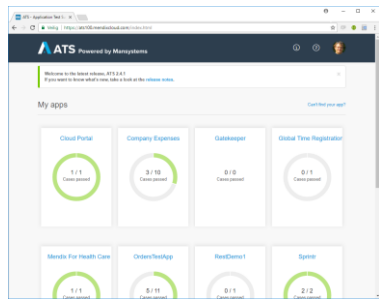 ATS - Application Test Su
https://ats100.mendixcloud.com/index.html
ATS Powered by Mansystems
Welcome to the latest release, ATS 2.4.1
If you want to know what's new, take a look at the release notes.
My apps
Can't find your app?
Cloud Portal
Company Expenses
Gatekeeper
Global Time Registration
1 / 1
3 / 10
0 / 0
0 / 1
Cases passed
Cases passed
Cases passed
Cases passed
Mendix For Health Care
OrdersTestApp
RestDemo1
Sprintr
1 / 1
5 / 11
0 / 1
2 / 2
Cases passed
Cases passed
Cases passed
Cases passed